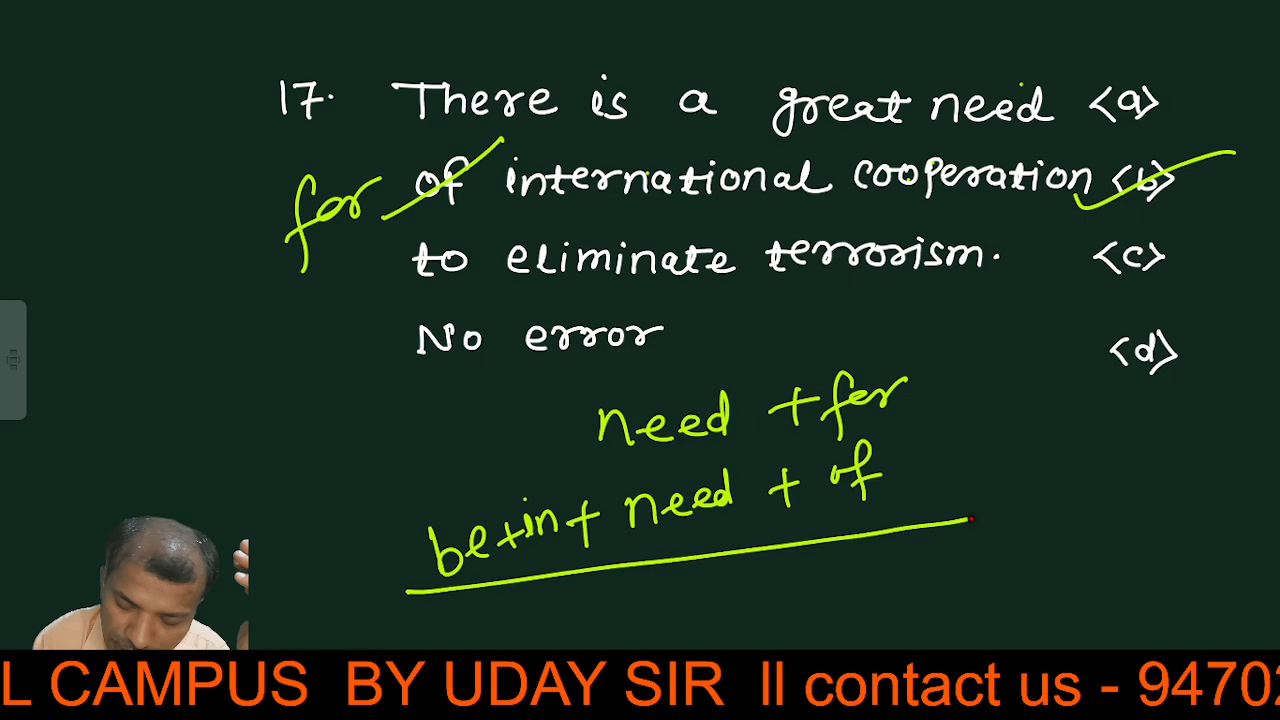 17. There is a great need <a>
for of international cooperation <b>
to eliminate terrorism. <c>
No error <d>
need + for
be + in + need + of
L CAMPUS BY UDAY SIR ll contact us - 9470